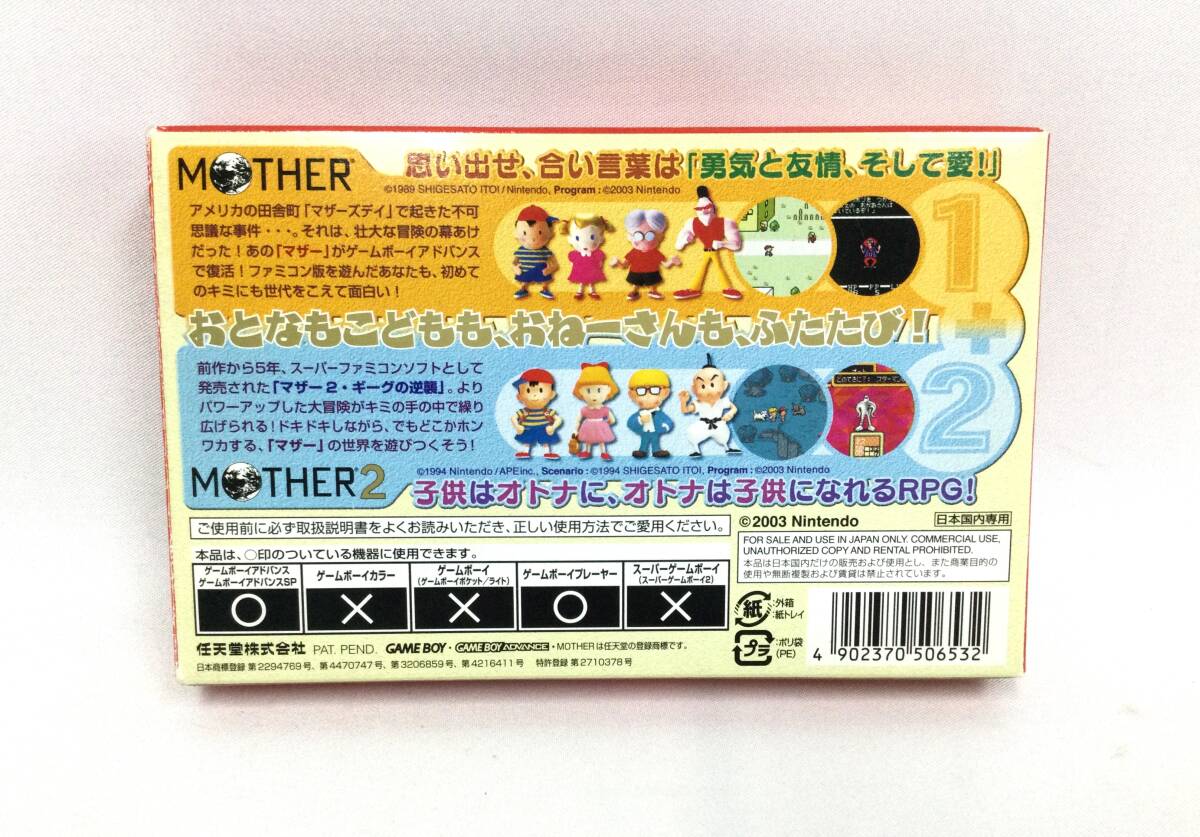 MOTHER
思い出せ、合い言葉は「勇気と友情、そして愛！」
©1989 SHIGESATO ITOI/Nintendo, Program : ©2003 Nintendo
アメリカの田舎町「マザーズデイ」で起きた不可
思議な事件・・・。それは、壮大な冒険の幕あけ
だった！あの「マザー」がゲームボーイアドバンス
で復活！ファミコン版を遊んだあなたも、初めて
のキミにも世代をこえて面白い！
1
+
2
おとなもこどもも、おねーさんも、ふたたび！
前作から5年、スーパーファミコンソフトとして
発売された「マザー2・ギーグの逆襲」。より
パワーアップした大冒険がキミの手の中で繰り
広げられる！ドキドキしながら、でもどこかホン
ワカする、「マザー」の世界を遊びつくそう！
©1994 Nintendo/APE inc., Scenario : ©1994 SHIGESATO ITOI, Program : ©2003 Nintendo
MOTHER2
子供はオトナに、オトナは子供になれるRPG！
ご使用前に必ず取扱説明書をよくお読みいただき、正しい使用方法でご愛用ください。
©2003 Nintendo
日本国内専用
FOR SALE AND USE IN JAPAN ONLY. COMMERCIAL USE,
UNAUTHORIZED COPY AND RENTAL PROHIBITED.
本品は日本国内だけの販売および使用とし、また商業目的の
使用や無断複製および賃貸は禁止されています。
本品は、○印のついている機器に使用できます。
ゲームボーイアドバンス
ゲームボーイアドバンスSP
ゲームボーイカラー
ゲームボーイ
(ゲームボーイポケット/ライト)
ゲームボーイプレーヤー
スーパーゲームボーイ
(スーパーゲームボーイ2)
○ × × ○ ×
紙 :外箱
:紙トレイ
プラ :ポリ袋
(PE)
4 902370 506532
任天堂株式会社 PAT. PEND. GAME BOY・GAME BOY ADVANCE・MOTHERは任天堂の登録商標です。
日本商標登録 第2294769号、第4470747号、第3206859号、第4216411号 特許登録 第2710378号